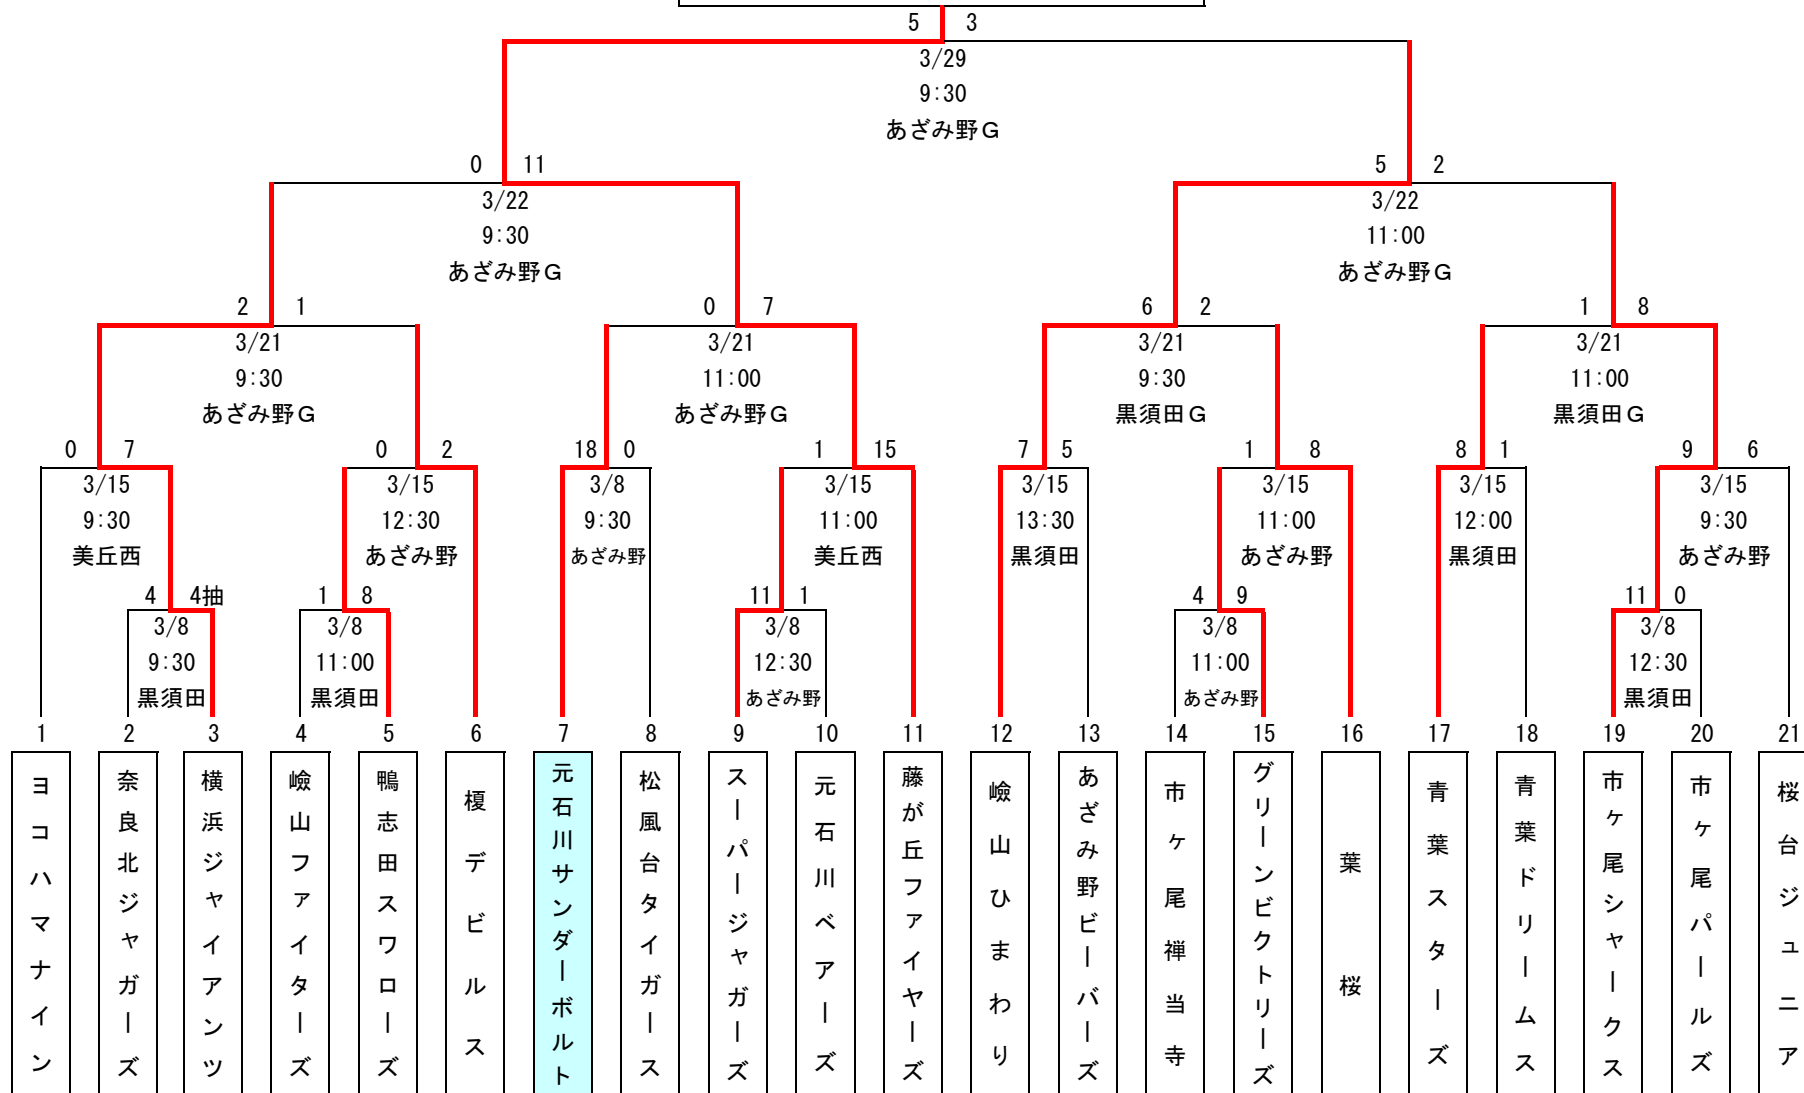 5 3
3/29
9:30
あざみ野G
0 11
5 2
3/22
9:30
あざみ野G
3/22
11:00
あざみ野G
2 1
0 7
6 2
1 8
3/21
9:30
あざみ野G
3/21
11:00
あざみ野G
3/21
9:30
黒須田G
3/21
11:00
黒須田G
0 7
0 2
18 0
1 15
7 5
1 8
8 1
9 6
3/15
9:30
美丘西
3/15
12:30
あざみ野
3/8
9:30
あざみ野
3/15
11:00
美丘西
3/15
13:30
黒須田
3/15
11:00
あざみ野
3/15
12:00
黒須田
3/15
9:30
あざみ野
4 4抽
1 8
11 1
4 9
11 0
3/8
9:30
黒須田
3/8
11:00
黒須田
3/8
12:30
あざみ野
3/8
11:00
あざみ野
3/8
12:30
黒須田
1
ヨコハマナイン
2
奈良北ジャガーズ
3
横浜ジャイアンツ
4
嶮山ファイターズ
5
鴨志田スワローズ
6
榎デビルス
7
元石川サンダーボルト
8
松風台タイガース
9
スーパージャガーズ
10
元石川ベアーズ
11
藤が丘ファイヤーズ
12
嶮山ひまわり
13
あざみ野ビーバーズ
14
市ヶ尾禅当寺
15
グリーンビクトリーズ
16
葉桜
17
青葉スターズ
18
青葉ドリームス
19
市ヶ尾シャークス
20
市ヶ尾パールズ
21
桜台ジュニア